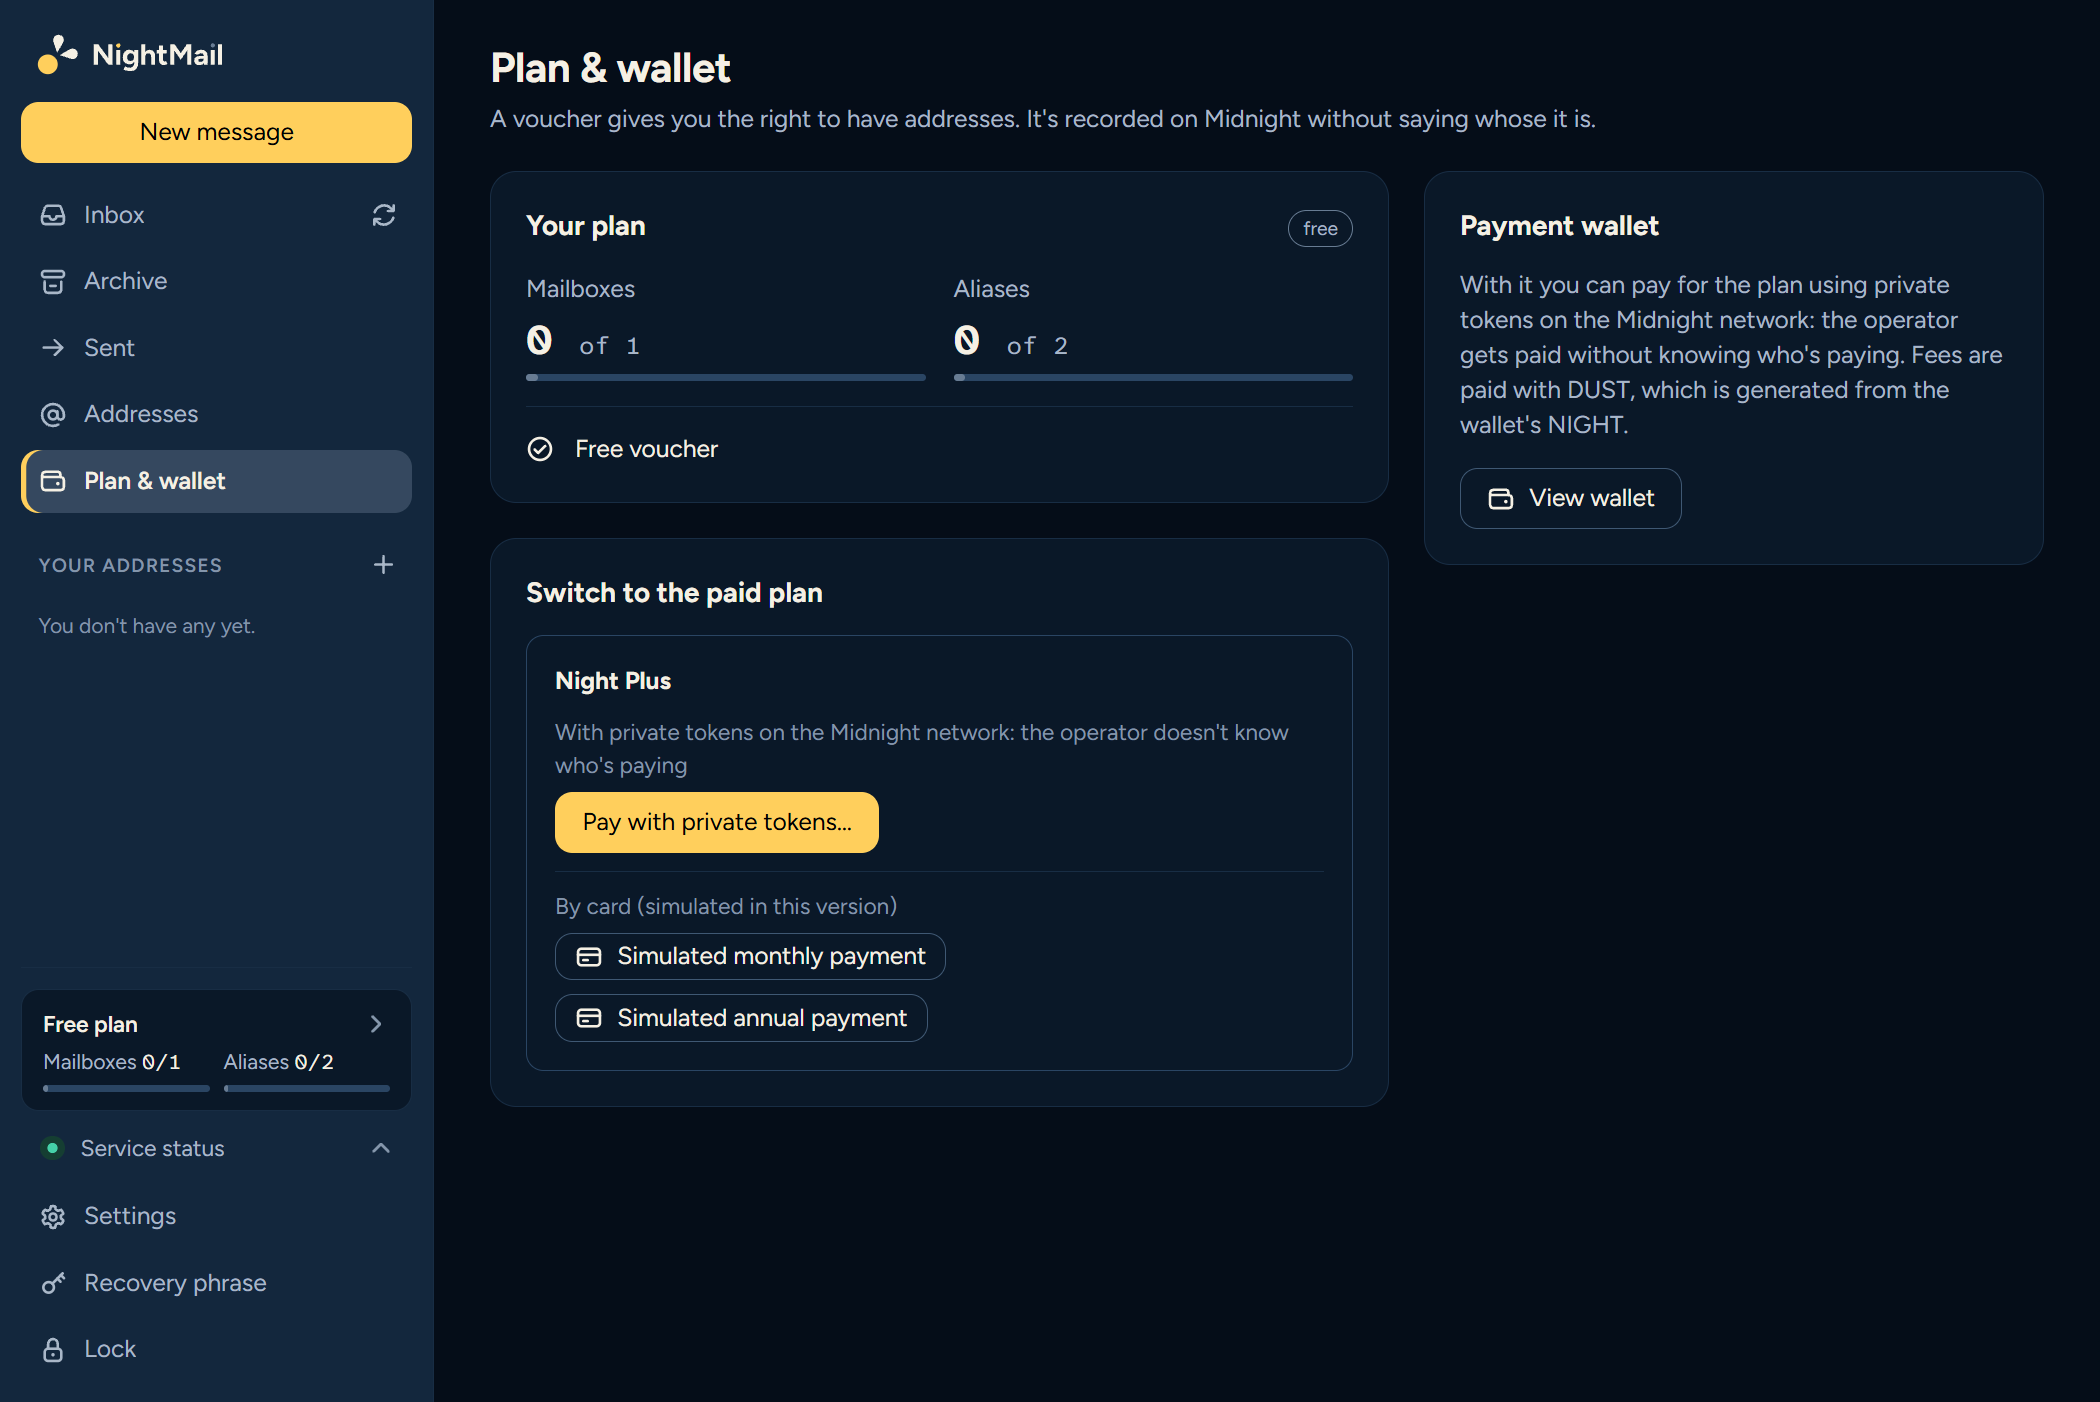 NightMail
New message
Inbox
Archive
Sent
Addresses
Plan & wallet
YOUR ADDRESSES
You don't have any yet.
Free plan
Mailboxes 0/1 Aliases 0/2
Service status
Settings
Recovery phrase
Lock
Plan & wallet
A voucher gives you the right to have addresses. It's recorded on Midnight without saying whose it is.
Your plan
free
Mailboxes
0 of 1
Aliases
0 of 2
Free voucher
Switch to the paid plan
Night Plus
With private tokens on the Midnight network: the operator doesn't know
who's paying
Pay with private tokens...
By card (simulated in this version)
Simulated monthly payment
Simulated annual payment
Payment wallet
With it you can pay for the plan using private
tokens on the Midnight network: the operator
gets paid without knowing who's paying. Fees are
paid with DUST, which is generated from the
wallet's NIGHT.
View wallet